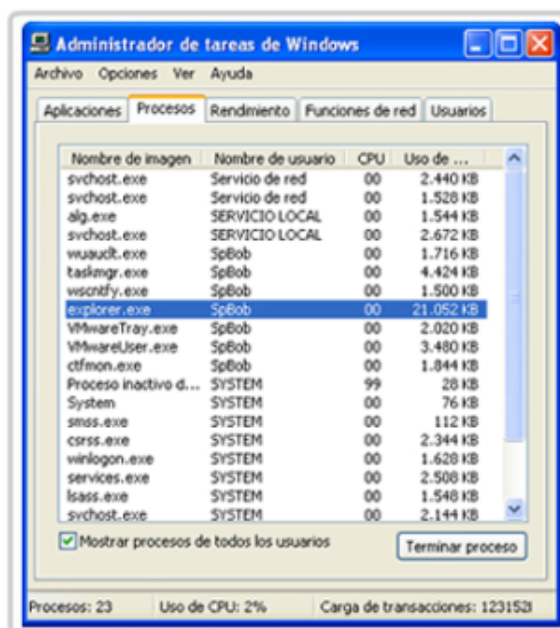 Administrador de tareas de Windows
Archivo Opciones Ver Ayuda
Aplicaciones Procesos Rendimiento Funciones de red Usuarios
Nombre de imagen Nombre de usuario CPU Uso de ...
svchost.exe Servicio de red 00 2.440 KB
svchost.exe Servicio de red 00 1.528 KB
alg.exe SERVICIO LOCAL 00 1.544 KB
svchost.exe SERVICIO LOCAL 00 2.672 KB
wuauclt.exe SpBob 00 1.716 KB
taskmgr.exe SpBob 00 4.424 KB
wscntfy.exe SpBob 00 1.500 KB
explorer.exe SpBob 00 21.052 KB
VMwareTray.exe SpBob 00 2.020 KB
VMwareUser.exe SpBob 00 3.480 KB
ctfmon.exe SpBob 00 1.844 KB
Proceso inactivo d... SYSTEM 99 28 KB
System SYSTEM 00 76 KB
smss.exe SYSTEM 00 112 KB
csrss.exe SYSTEM 00 2.344 KB
winlogon.exe SYSTEM 00 1.628 KB
services.exe SYSTEM 00 2.508 KB
lsass.exe SYSTEM 00 1.548 KB
svchost.exe SYSTEM 00 2.144 KB
Mostrar procesos de todos los usuarios Terminar proceso
Procesos: 23 Uso de CPU: 2% Carga de transacciones: 123152